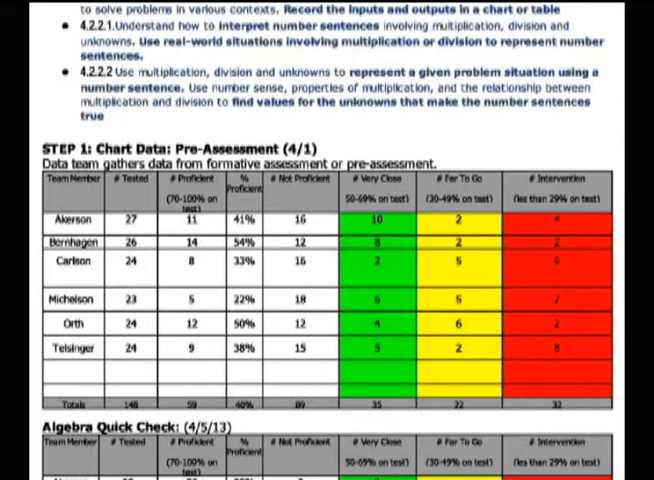 to solve problems in various contexts. Record the inputs and outputs in a chart or table
4.2.2.1.Understand how to interpret number sentences involving multiplication, division and
unknowns. Use real-world situations involving multiplication or division to represent number
sentences.
4.2.2.2 Use multiplication, division and unknowns to represent a given problem situation using a
number sentence. Use number sense, properties of multiplication, and the relationship between
multiplication and division to find values for the unknowns that make the number sentences
true
STEP 1: Chart Data: Pre-Assessment (4/1)
Data team gathers data from formative assessment or pre-assessment.
Team Member # Tested # Proficient (70-100% on test) % Proficient # Not Proficient # Very Close 50-69% on test) # Far To Go (30-49% on test) # Intervention (less than 29% on test)
Akerson 27 11 41% 16 10 2 4
Bornhagen 26 14 54% 12 8 2 2
Carlson 24 8 33% 16 2 5 9
Michelson 23 5 22% 18 6 5 7
Orth 24 12 50% 12 4 6 2
Telsinger 24 9 38% 15 5 2 8
Totals 148 59 40% 89 35 22 32
Algebra Quick Check: (4/5/13)
Team Member # Tested # Proficient (70-100% on test) % Proficient # Not Proficient # Very Close 50-69% on test) # Far To Go (30-49% on test) # Intervention (less than 29% on test)